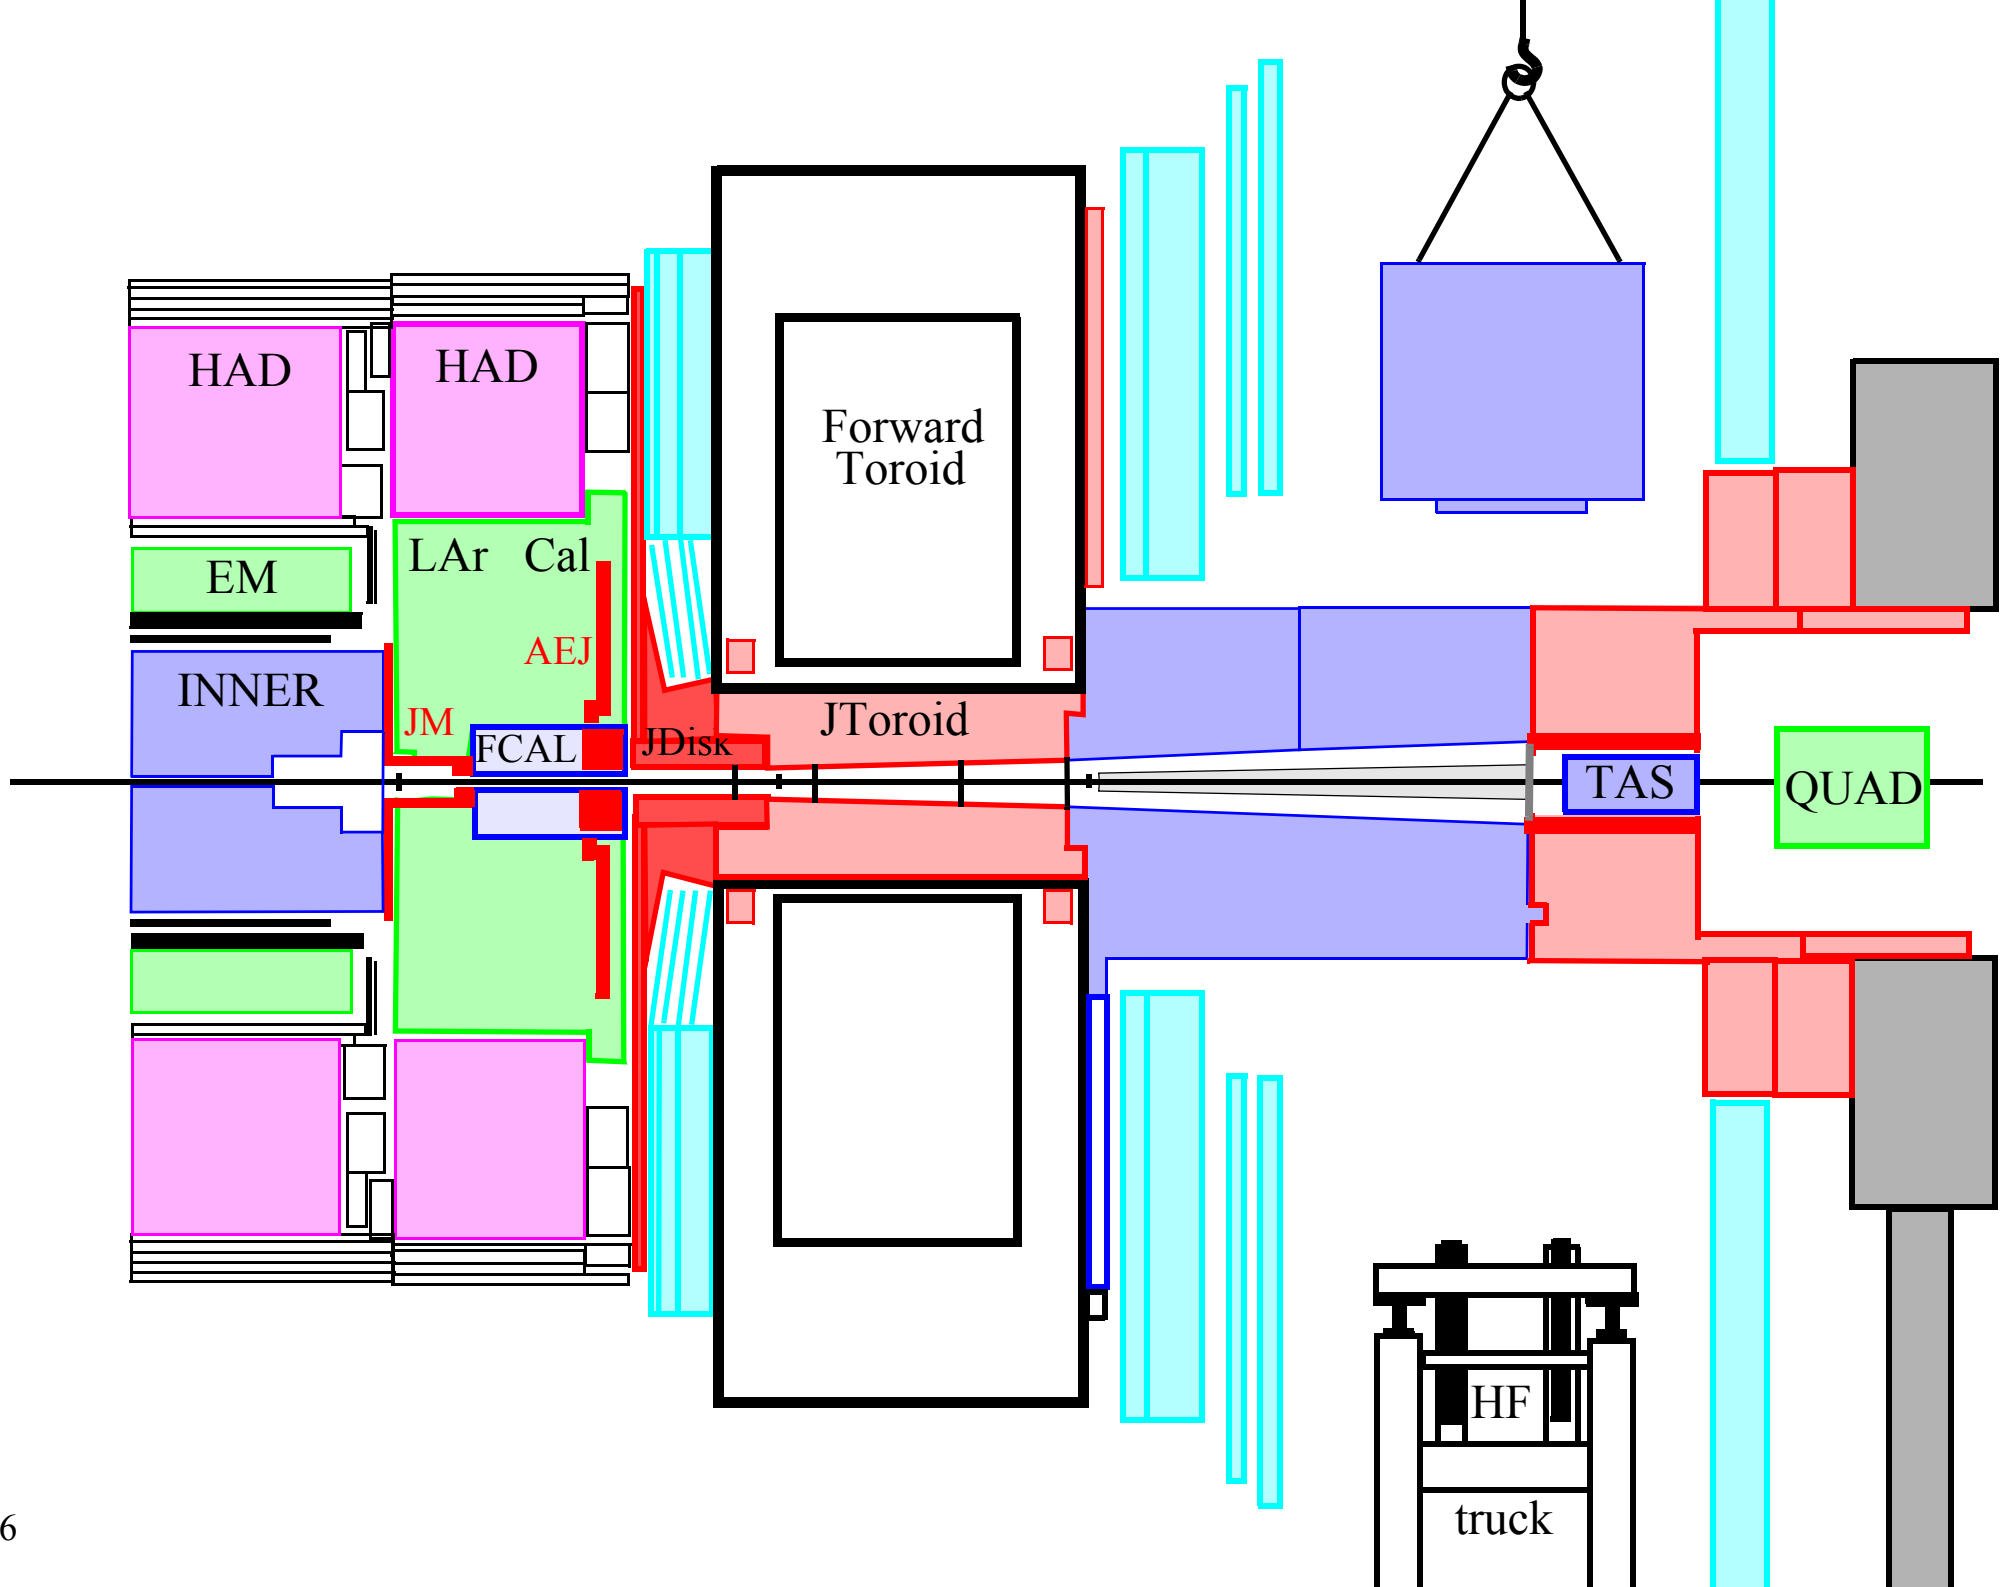 HAD
HAD
Forward
Toroid
LAr Cal
EM
AEJ
INNER
JM
JToroid
FCAL
JDisk
TAS
QUAD
HF
truck
6